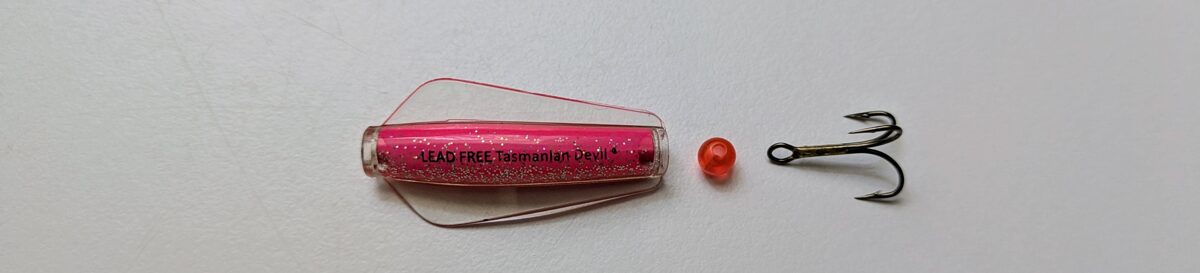 LEAD FREE Tasmanian Devil ®